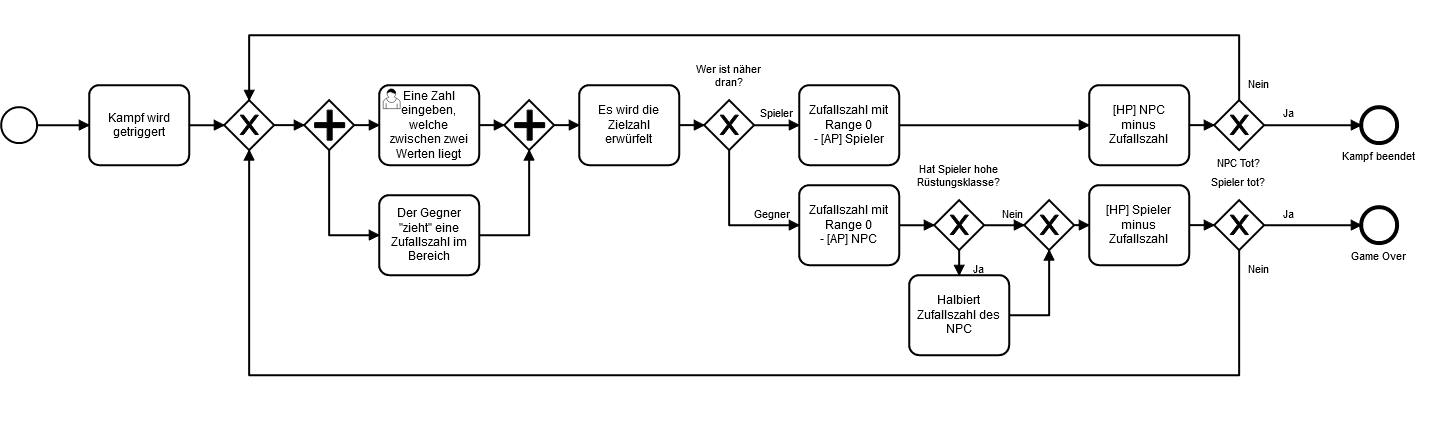 Kampf wird
getriggert
Eine Zahl
eingeben,
welche
zwischen zwei
Werten liegt
Der Gegner
"zieht" eine
Zufallszahl im
Bereich
Es wird die
Zielzahl
erwürfelt
Wer ist näher
dran?
Spieler
Gegner
Zufallszahl mit
Range 0
- [AP] Spieler
Zufallszahl mit
Range 0
- [AP] NPC
Hat Spieler hohe
Rüstungsklasse?
Nein
Ja
Halbiert
Zufallszahl des
NPC
[HP] NPC
minus
Zufallszahl
[HP] Spieler
minus
Zufallszahl
Nein
Ja
NPC Tot?
Kampf beendet
Spieler tot?
Ja
Nein
Game Over